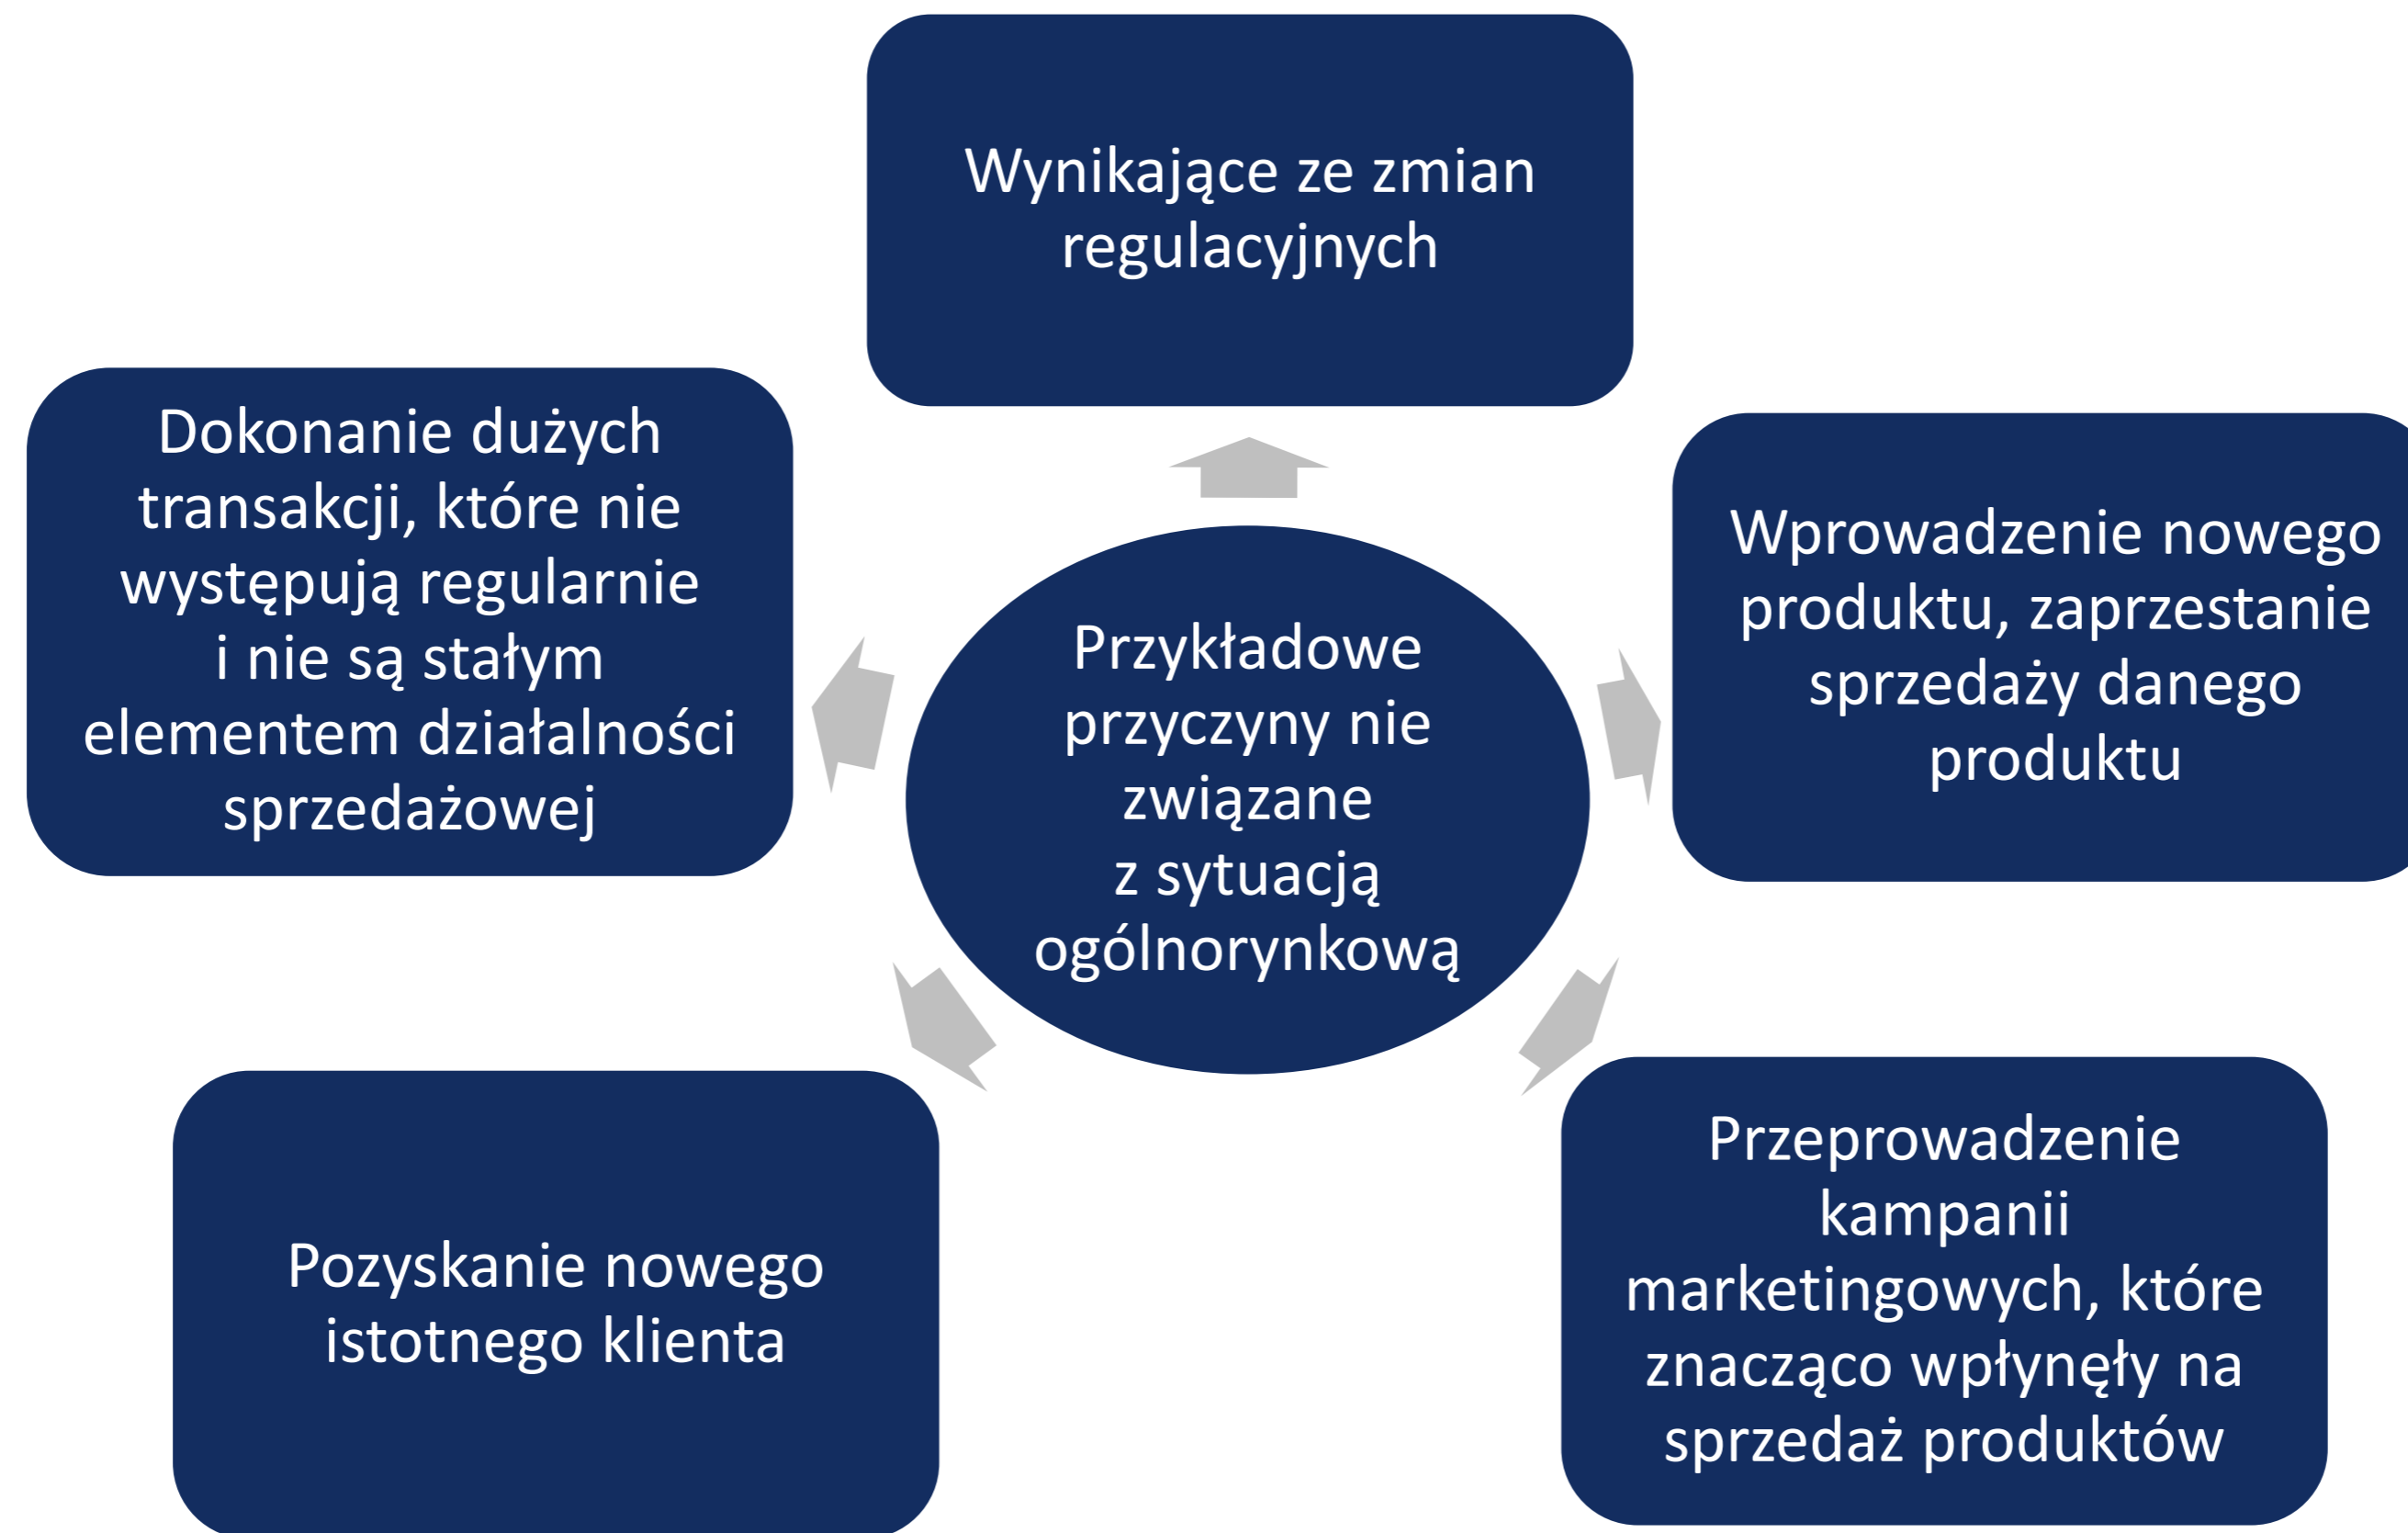 Wynikające ze zmian
regulacyjnych
Dokonanie dużych
transakcji, które nie
występują regularnie
i nie są stałym
elementem działalności
sprzedażowej
Przykładowe
przyczyny nie
związane
z sytuacją
ogólnorynkową
Wprowadzenie nowego
produktu, zaprzestanie
sprzedaży danego
produktu
Pozyskanie nowego
istotnego klienta
Przeprowadzenie
kampanii
marketingowych, które
znacząco wpłynęły na
sprzedaż produktów